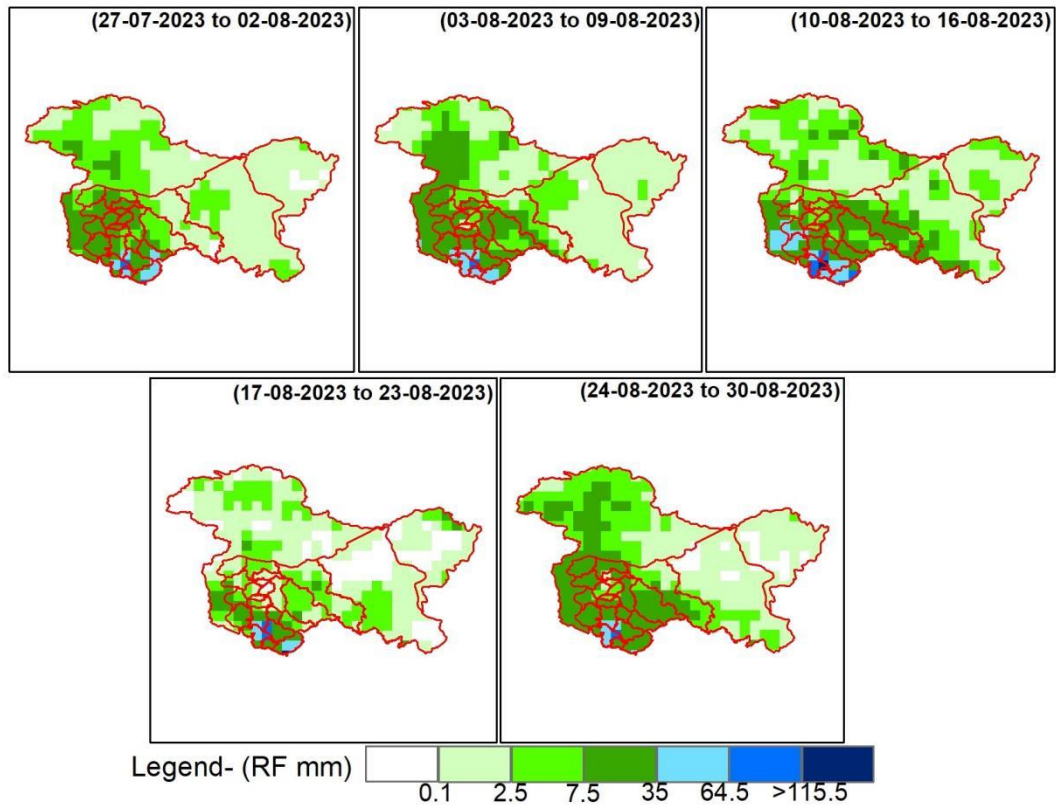 (27-07-2023 to 02-08-2023)
(03-08-2023 to 09-08-2023)
(10-08-2023 to 16-08-2023)
(17-08-2023 to 23-08-2023)
(24-08-2023 to 30-08-2023)
Legend- (RF mm)
0.1 2.5 7.5 35 64.5 >115.5